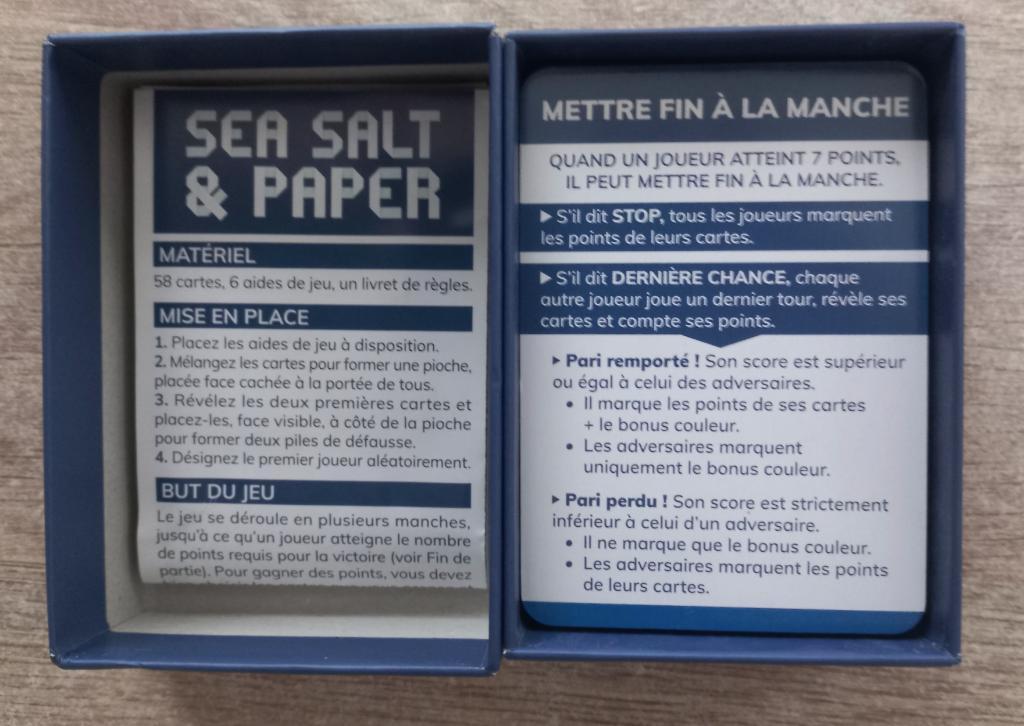 SEA SALT
& PAPER
MATÉRIEL
58 cartes, 6 aides de jeu, un livret de règles.
MISE EN PLACE
1. Placez les aides de jeu à disposition.
2. Mélangez les cartes pour former une pioche,
placée face cachée à la portée de tous.
3. Révélez les deux premières cartes et
placez-les, face visible, à côté de la pioche
pour former deux piles de défausse.
4. Désignez le premier joueur aléatoirement.
BUT DU JEU
Le jeu se déroule en plusieurs manches,
jusqu'à ce qu'un joueur atteigne le nombre
de points requis pour la victoire (voir Fin de
partie). Pour gagner des points, vous devez
METTRE FIN À LA MANCHE
QUAND UN JOUEUR ATTEINT 7 POINTS,
IL PEUT METTRE FIN À LA MANCHE.
▶ S'il dit STOP, tous les joueurs marquent
les points de leurs cartes.
▶ S'il dit DERNIÈRE CHANCE, chaque
autre joueur joue un dernier tour, révèle ses
cartes et compte ses points.
▶ Pari remporté ! Son score est supérieur
ou égal à celui des adversaires.
• Il marque les points de ses cartes
+ le bonus couleur.
• Les adversaires marquent
uniquement le bonus couleur.
▶ Pari perdu ! Son score est strictement
inférieur à celui d'un adversaire.
• Il ne marque que le bonus couleur.
• Les adversaires marquent les points
de leurs cartes.